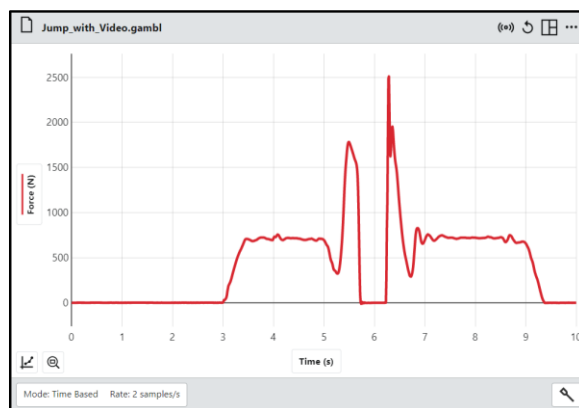 Jump_with_Video.gambl
2500
2000
1500
1000
500
0
Force (N)
0 1 2 3 4 5 6 7 8 9 10
Time (s)
Mode: Time Based Rate: 2 samples/s